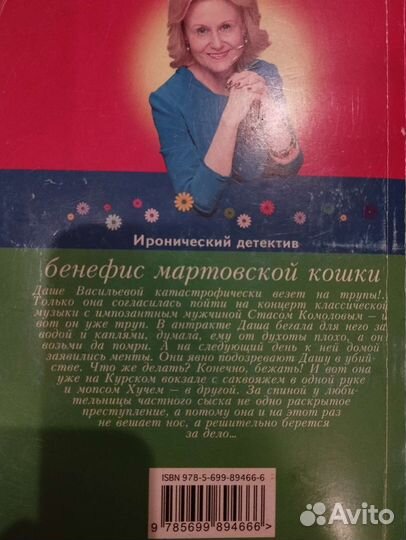 Иронический детектив
бенефис мартовской кошки
Даше Васильевой катастрофически везет на трупы!..
Только она согласилась пойти на концерт классической
музыки с импозантным мужчиной Стасом Комоловым –
вот он уже труп. В антракте Даша бегала для него за
водой и каплями, думала, ему от духоты плохо, а он
возьми да помри. А на следующий день к ней домой
заявились менты. Они явно подозревают Дашу в убий-
стве. Что же делать? Конечно, бежать! И вот она
уже на Курском вокзале с саквояжем в одной руке
и мопсом Хучем – в другой. За спиной у люби-
тельницы частного сыска не одно раскрытое
преступление, а потому она и на этот раз
не вешает нос, а решительно берется
за дело...
ISBN 978-5-699-89466-6
9 785699 894666 >
Avito